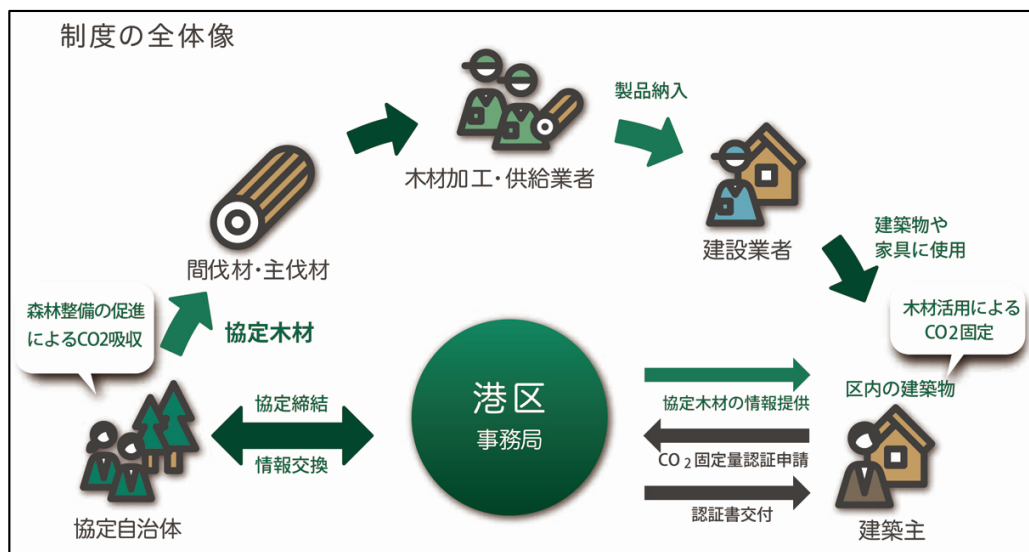 制度の全体像
製品納入
木材加工・供給業者
建設業者
建築物や
家具に使用
間伐材・主伐材
森林整備の促進
によるCO2吸収
協定木材
木材活用による
CO2固定
港区
事務局
協定締結
情報交換
協定自治体
協定木材の情報提供
CO2固定量認証申請
認証書交付
区内の建築物
建築主